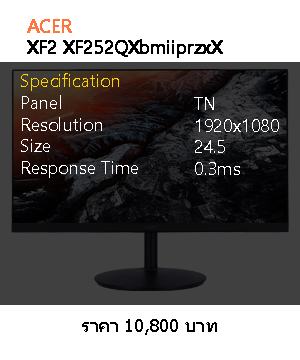 ACER
XF2 XF252QXbmiiprzxX
Specification
Panel TN
Resolution 1920x1080
Size 24.5
Response Time 0.3ms
ราคา 10,800 บาท